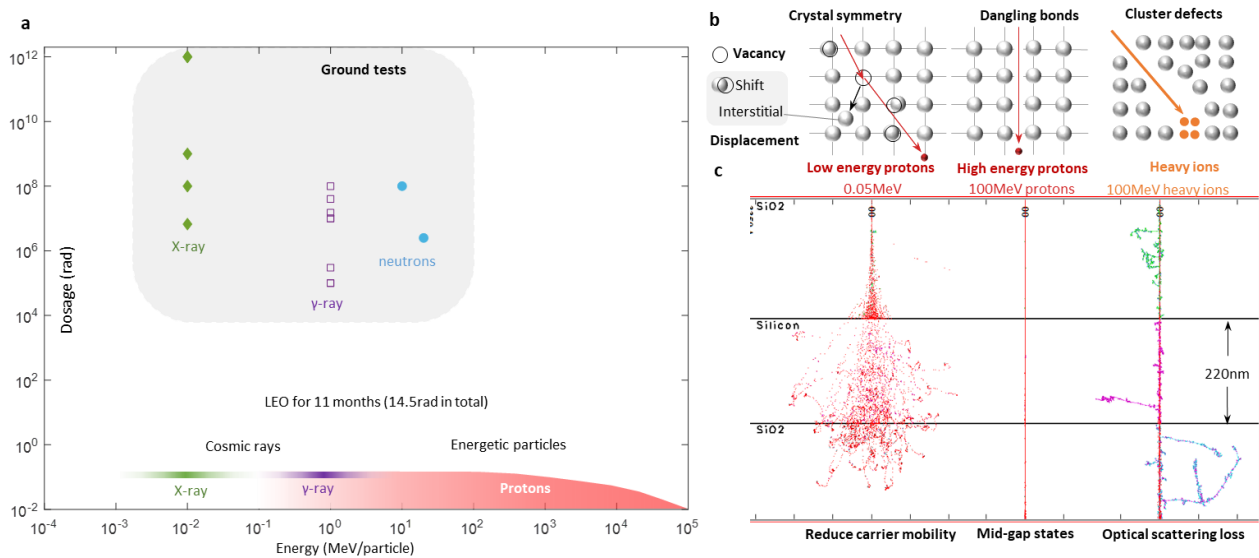 a
10^12
10^10
10^8
10^6
10^4
10^2
10^0
10^-2
Dosage (rad)
Ground tests
X-ray
γ-ray
neutrons
LEO for 11 months (14.5rad in total)
Cosmic rays
Energetic particles
X-ray
γ-ray
Protons
10^-4
10^-3
10^-2
10^-1
10^0
10^1
10^2
10^3
10^4
10^5
Energy (MeV/particle)
b
Crystal symmetry
Dangling bonds
Cluster defects
Vacancy
Shift
Interstitial
Displacement
Low energy protons
High energy protons
Heavy ions
c
0.05MeV
100MeV protons
100MeV heavy ions
SiO2
Silicon
220nm
SiO2
Reduce carrier mobility
Mid-gap states
Optical scattering loss